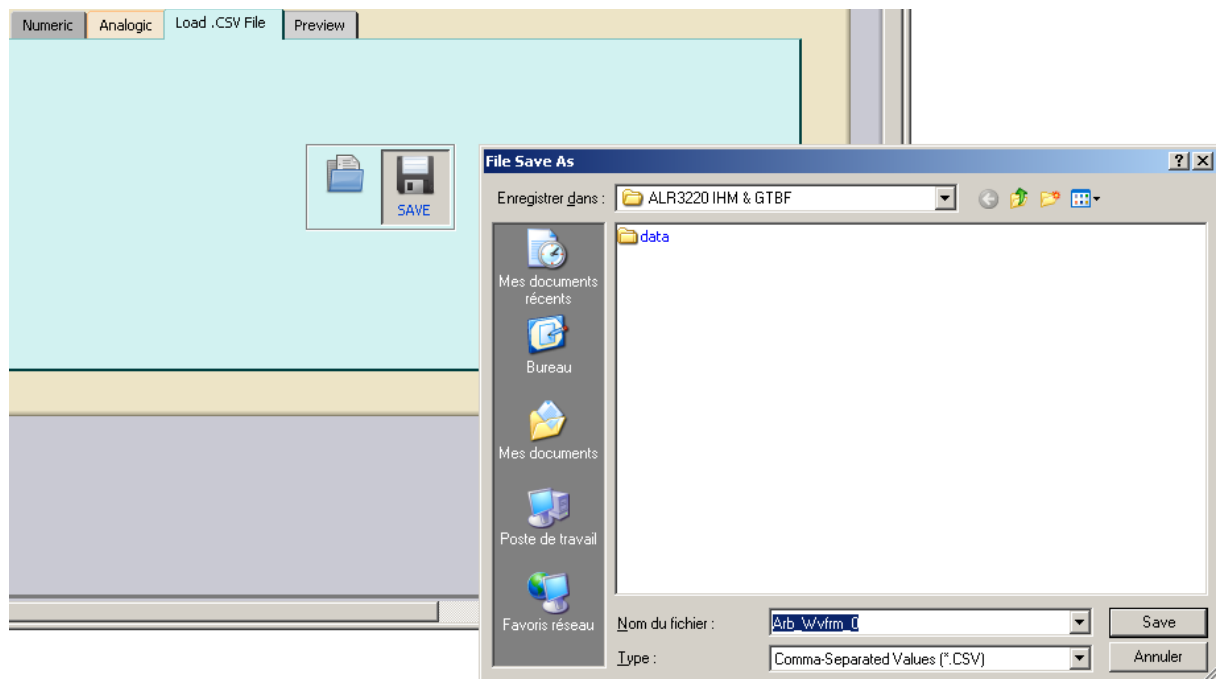 Numeric
Analogic
Load .CSV File
Preview
SAVE
File Save As
Enregistrer dans :
ALR3220 IHM & GTBF
data
Mes documents
récents
Bureau
Mes documents
Poste de travail
Favoris réseau
Nom du fichier :
Arb_Wvfrm_0
Save
Type :
Comma-Separated Values (*.CSV)
Annuler